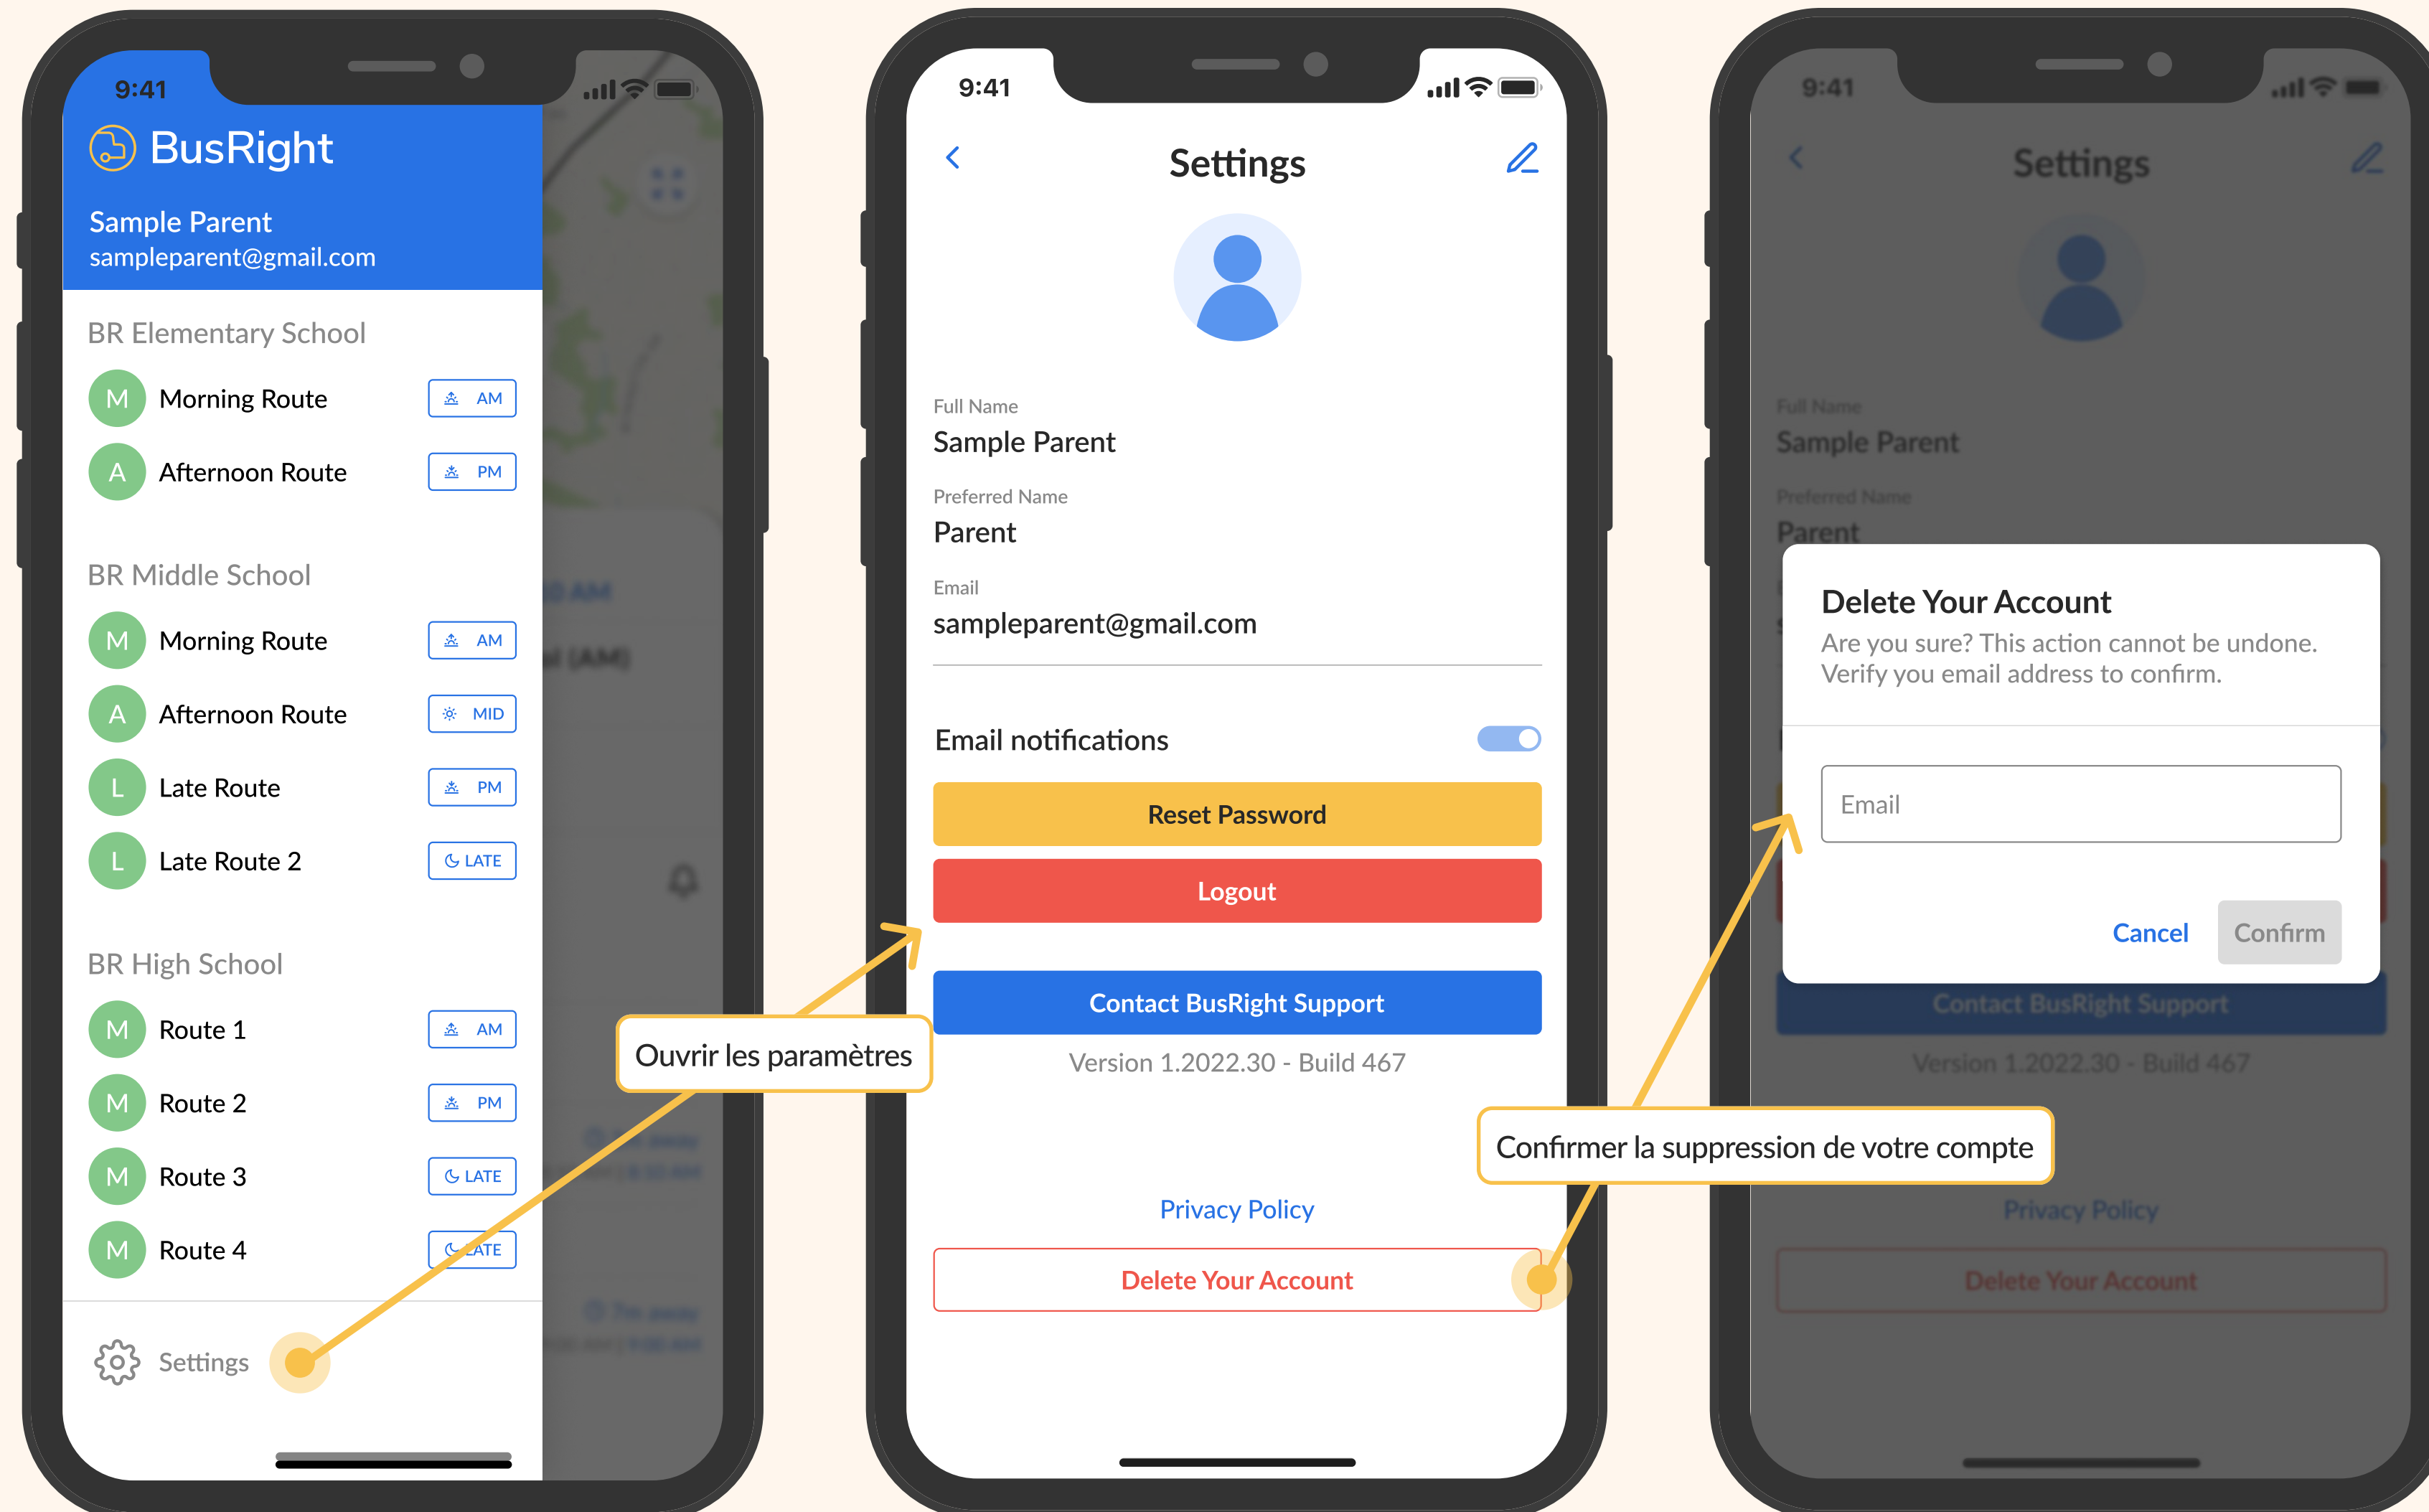 9:41
BusRight
Sample Parent
sampleparent@gmail.com
BR Elementary School
M Morning Route AM
A Afternoon Route PM
BR Middle School
M Morning Route AM
A Afternoon Route MID
L Late Route PM
L Late Route 2 LATE
BR High School
M Route 1 AM
M Route 2 PM
M Route 3 LATE
M Route 4 LATE
Settings
(AM)
7m away
Ouvrir les paramètres
9:41
Settings
Full Name
Sample Parent
Preferred Name
Parent
Email
sampleparent@gmail.com
Email notifications
Reset Password
Logout
Contact BusRight Support
Version 1.2022.30 - Build 467
Privacy Policy
Delete Your Account
Confirmer la suppression de votre compte
9:41
Settings
Full Name
Sample Parent
Preferred Name
Parent
Delete Your Account
Are you sure? This action cannot be undone.
Verify you email address to confirm.
Email
Cancel Confirm
Contact BusRight Support
Version 1.2022.30 - Build 467
Privacy Policy
Delete Your Account